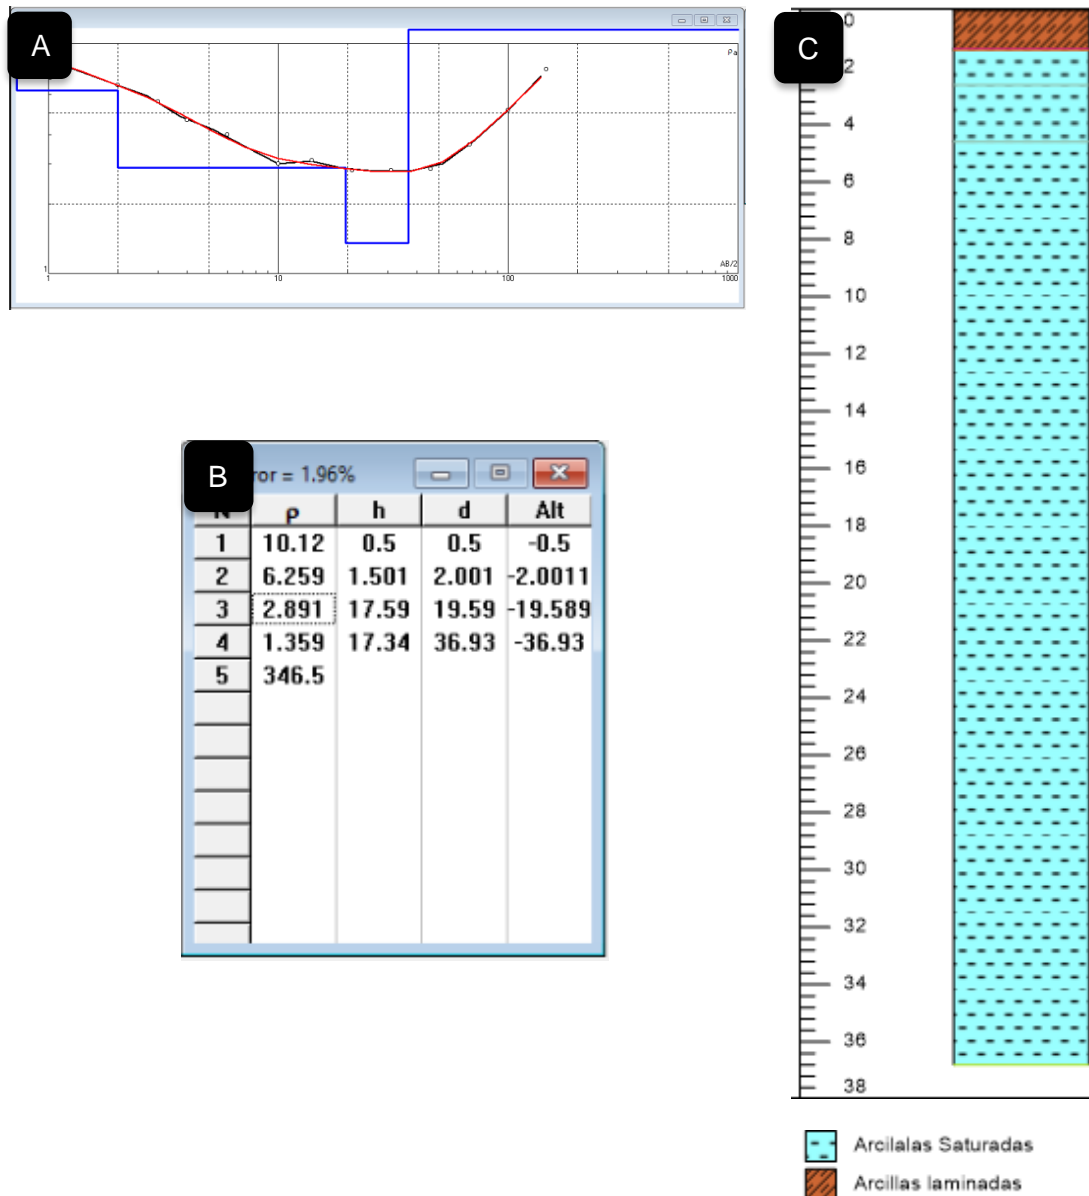 A
Pa
AB/2
1
1
10
100
1000
B
ror = 1.96%
N ρ h d Alt
1 10.12 0.5 0.5 -0.5
2 6.259 1.501 2.001 -2.0011
3 2.891 17.59 19.59 -19.589
4 1.359 17.34 36.93 -36.93
5 346.5
C
0
2
4
6
8
10
12
14
16
18
20
22
24
26
28
30
32
34
36
38
Arcilalas Saturadas
Arcillas laminadas